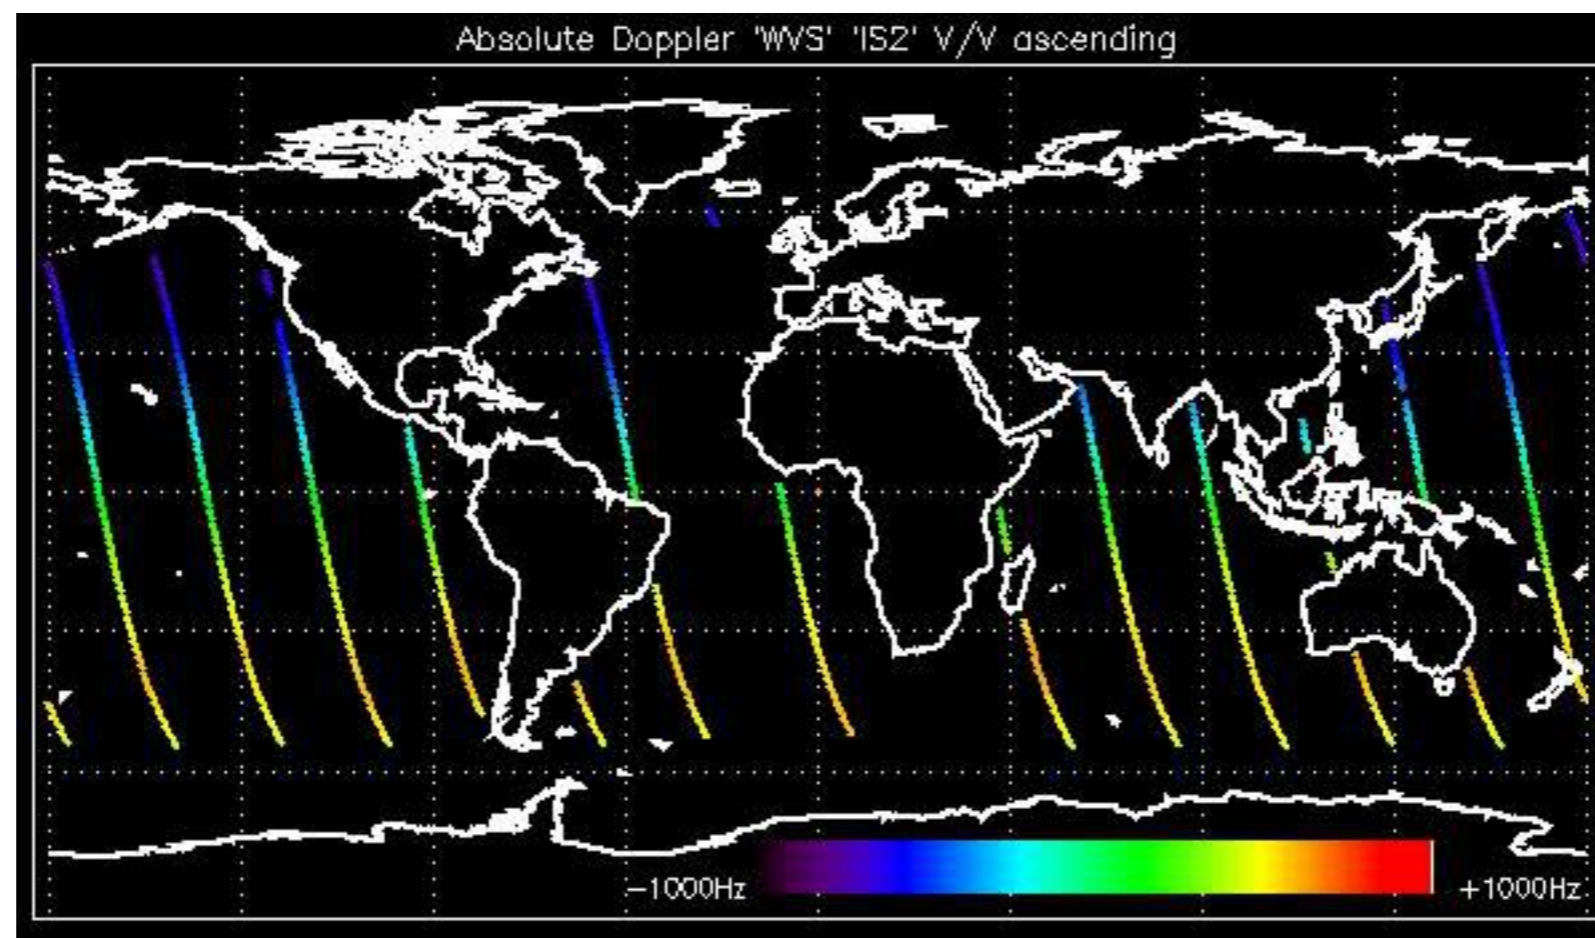 Absolute Doppler 'WVS' 'IS2' V/V ascending
−1000Hz +1000Hz